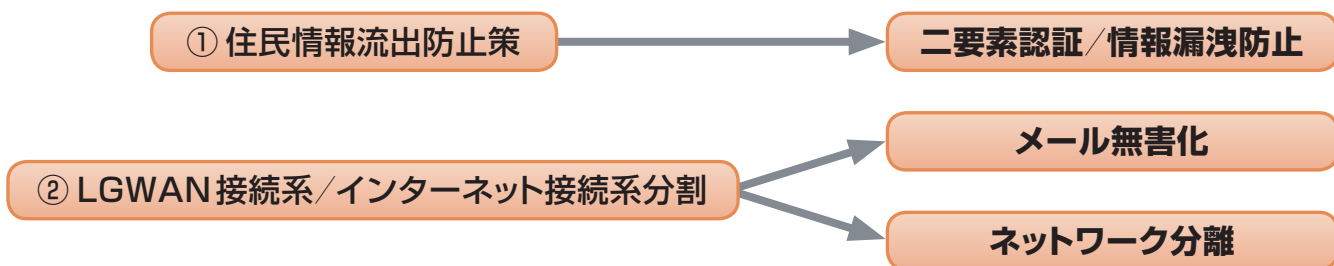 ① 住民情報流出防止策
二要素認証/情報漏洩防止
② LGWAN接続系/インターネット接続系分割
メール無害化
ネットワーク分離